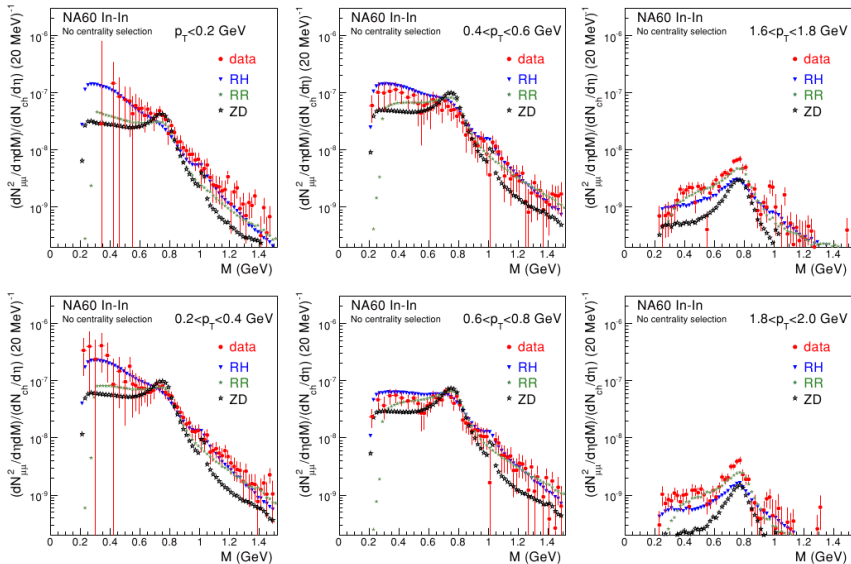 NA60 In-In
No centrality selection
p_T<0.2 GeV
data
RH
RR
ZD
(dN²_μμ/dηdM)/(dN_ch/dη) (20 MeV)⁻¹
10⁻⁶
10⁻⁷
10⁻⁸
10⁻⁹
0 0.2 0.4 0.6 0.8 1 1.2 1.4
M (GeV)
NA60 In-In
No centrality selection
0.4<p_T<0.6 GeV
data
RH
RR
ZD
(dN²_μμ/dηdM)/(dN_ch/dη) (20 MeV)⁻¹
10⁻⁶
10⁻⁷
10⁻⁸
10⁻⁹
0 0.2 0.4 0.6 0.8 1 1.2 1.4
M (GeV)
NA60 In-In
No centrality selection
1.6<p_T<1.8 GeV
data
RH
RR
ZD
(dN²_μμ/dηdM)/(dN_ch/dη) (20 MeV)⁻¹
10⁻⁶
10⁻⁷
10⁻⁸
10⁻⁹
0 0.2 0.4 0.6 0.8 1 1.2 1.4
M (GeV)
NA60 In-In
No centrality selection
0.2<p_T<0.4 GeV
data
RH
RR
ZD
(dN²_μμ/dηdM)/(dN_ch/dη) (20 MeV)⁻¹
10⁻⁶
10⁻⁷
10⁻⁸
10⁻⁹
0 0.2 0.4 0.6 0.8 1 1.2 1.4
M (GeV)
NA60 In-In
No centrality selection
0.6<p_T<0.8 GeV
data
RH
RR
ZD
(dN²_μμ/dηdM)/(dN_ch/dη) (20 MeV)⁻¹
10⁻⁶
10⁻⁷
10⁻⁸
10⁻⁹
0 0.2 0.4 0.6 0.8 1 1.2 1.4
M (GeV)
NA60 In-In
No centrality selection
1.8<p_T<2.0 GeV
data
RH
RR
ZD
(dN²_μμ/dηdM)/(dN_ch/dη) (20 MeV)⁻¹
10⁻⁶
10⁻⁷
10⁻⁸
10⁻⁹
0 0.2 0.4 0.6 0.8 1 1.2 1.4
M (GeV)